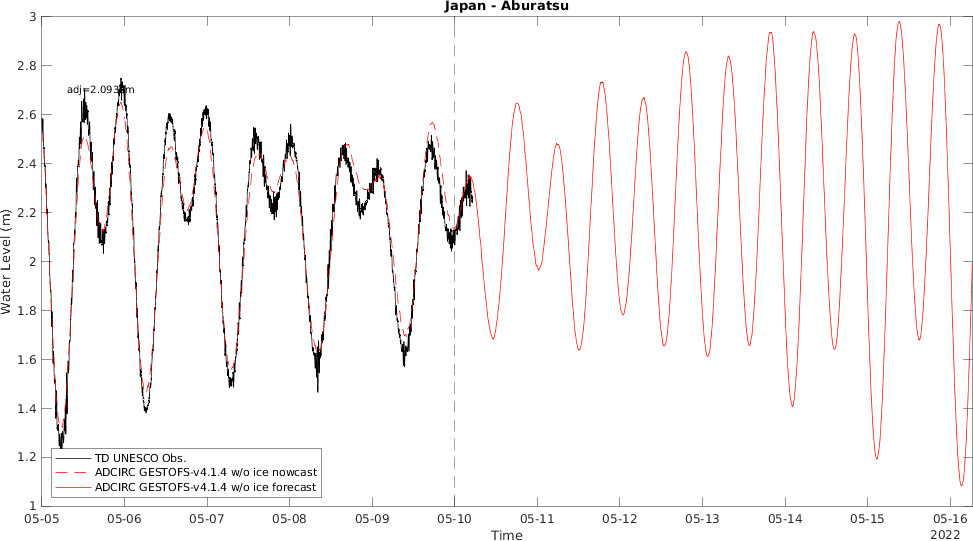 Japan - Aburatsu
3
2.8
2.6
2.4
2.2
2
1.8
1.6
1.4
1.2
1
Water Level (m)
TD UNESCO Obs.
ADCIRC GESTOFS-v4.1.4 w/o ice nowcast
ADCIRC GESTOFS-v4.1.4 w/o ice forecast
05-05 05-06 05-07 05-08 05-09 05-10 05-11 05-12 05-13 05-14 05-15 05-16
Time
2022